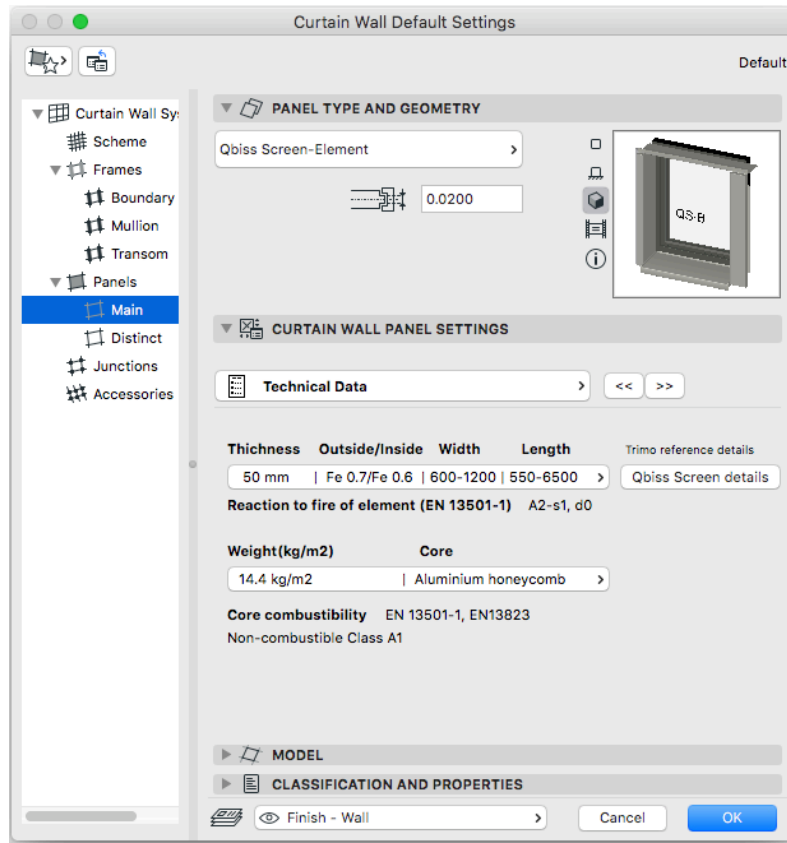 Curtain Wall Default Settings
Default
Curtain Wall Sy
Scheme
Frames
Boundary
Mullion
Transom
Panels
Main
Distinct
Junctions
Accessories
PANEL TYPE AND GEOMETRY
Qbiss Screen-Element
0.0200
QS-B
CURTAIN WALL PANEL SETTINGS
Technical Data
<< >>
Thichness Outside/Inside Width Length Trimo reference details
50 mm | Fe 0.7/Fe 0.6 | 600-1200 | 550-6500 Qbiss Screen details
Reaction to fire of element (EN 13501-1) A2-s1, d0
Weight(kg/m2) Core
14.4 kg/m2 | Aluminium honeycomb
Core combustibility EN 13501-1, EN13823
Non-combustible Class A1
MODEL
CLASSIFICATION AND PROPERTIES
Finish - Wall Cancel OK